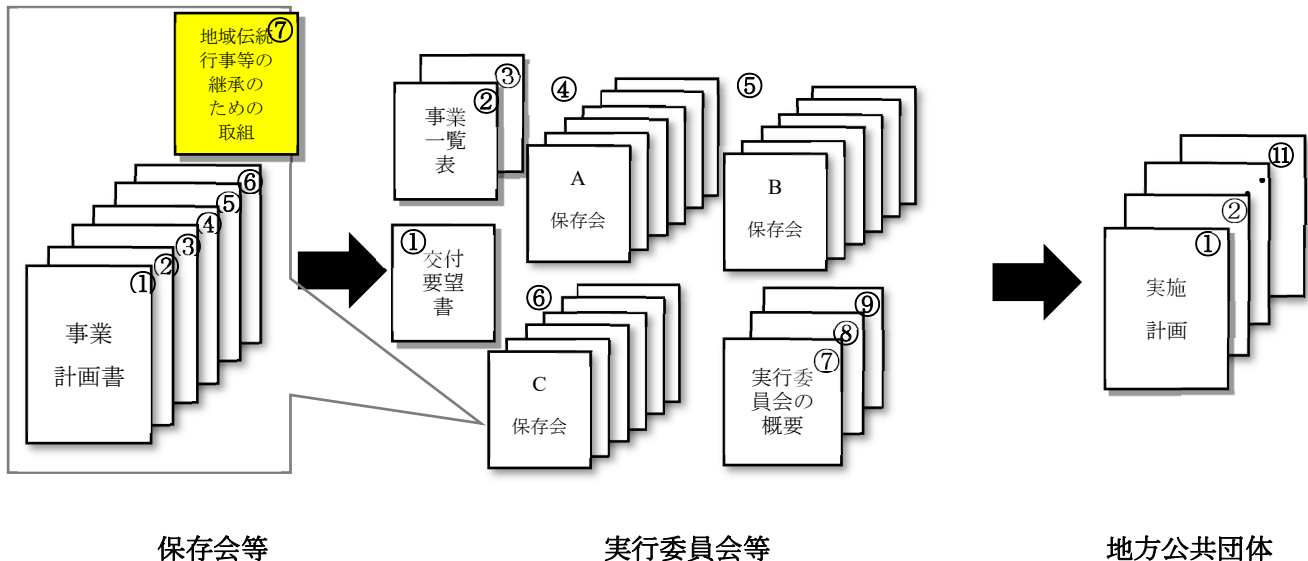 ⑦
地域伝統
行事等の
継承の
ための
取組
⑥
⑤
④
③
②
①
事業
計画書
③
②
事業
一覧
表
①
交付
要望
書
④
A
保存会
⑤
B
保存会
⑥
C
保存会
⑨
⑧
⑦
実行委
員会の
概要
⑪
②
①
実施
計画
保存会等
実行委員会等
地方公共団体